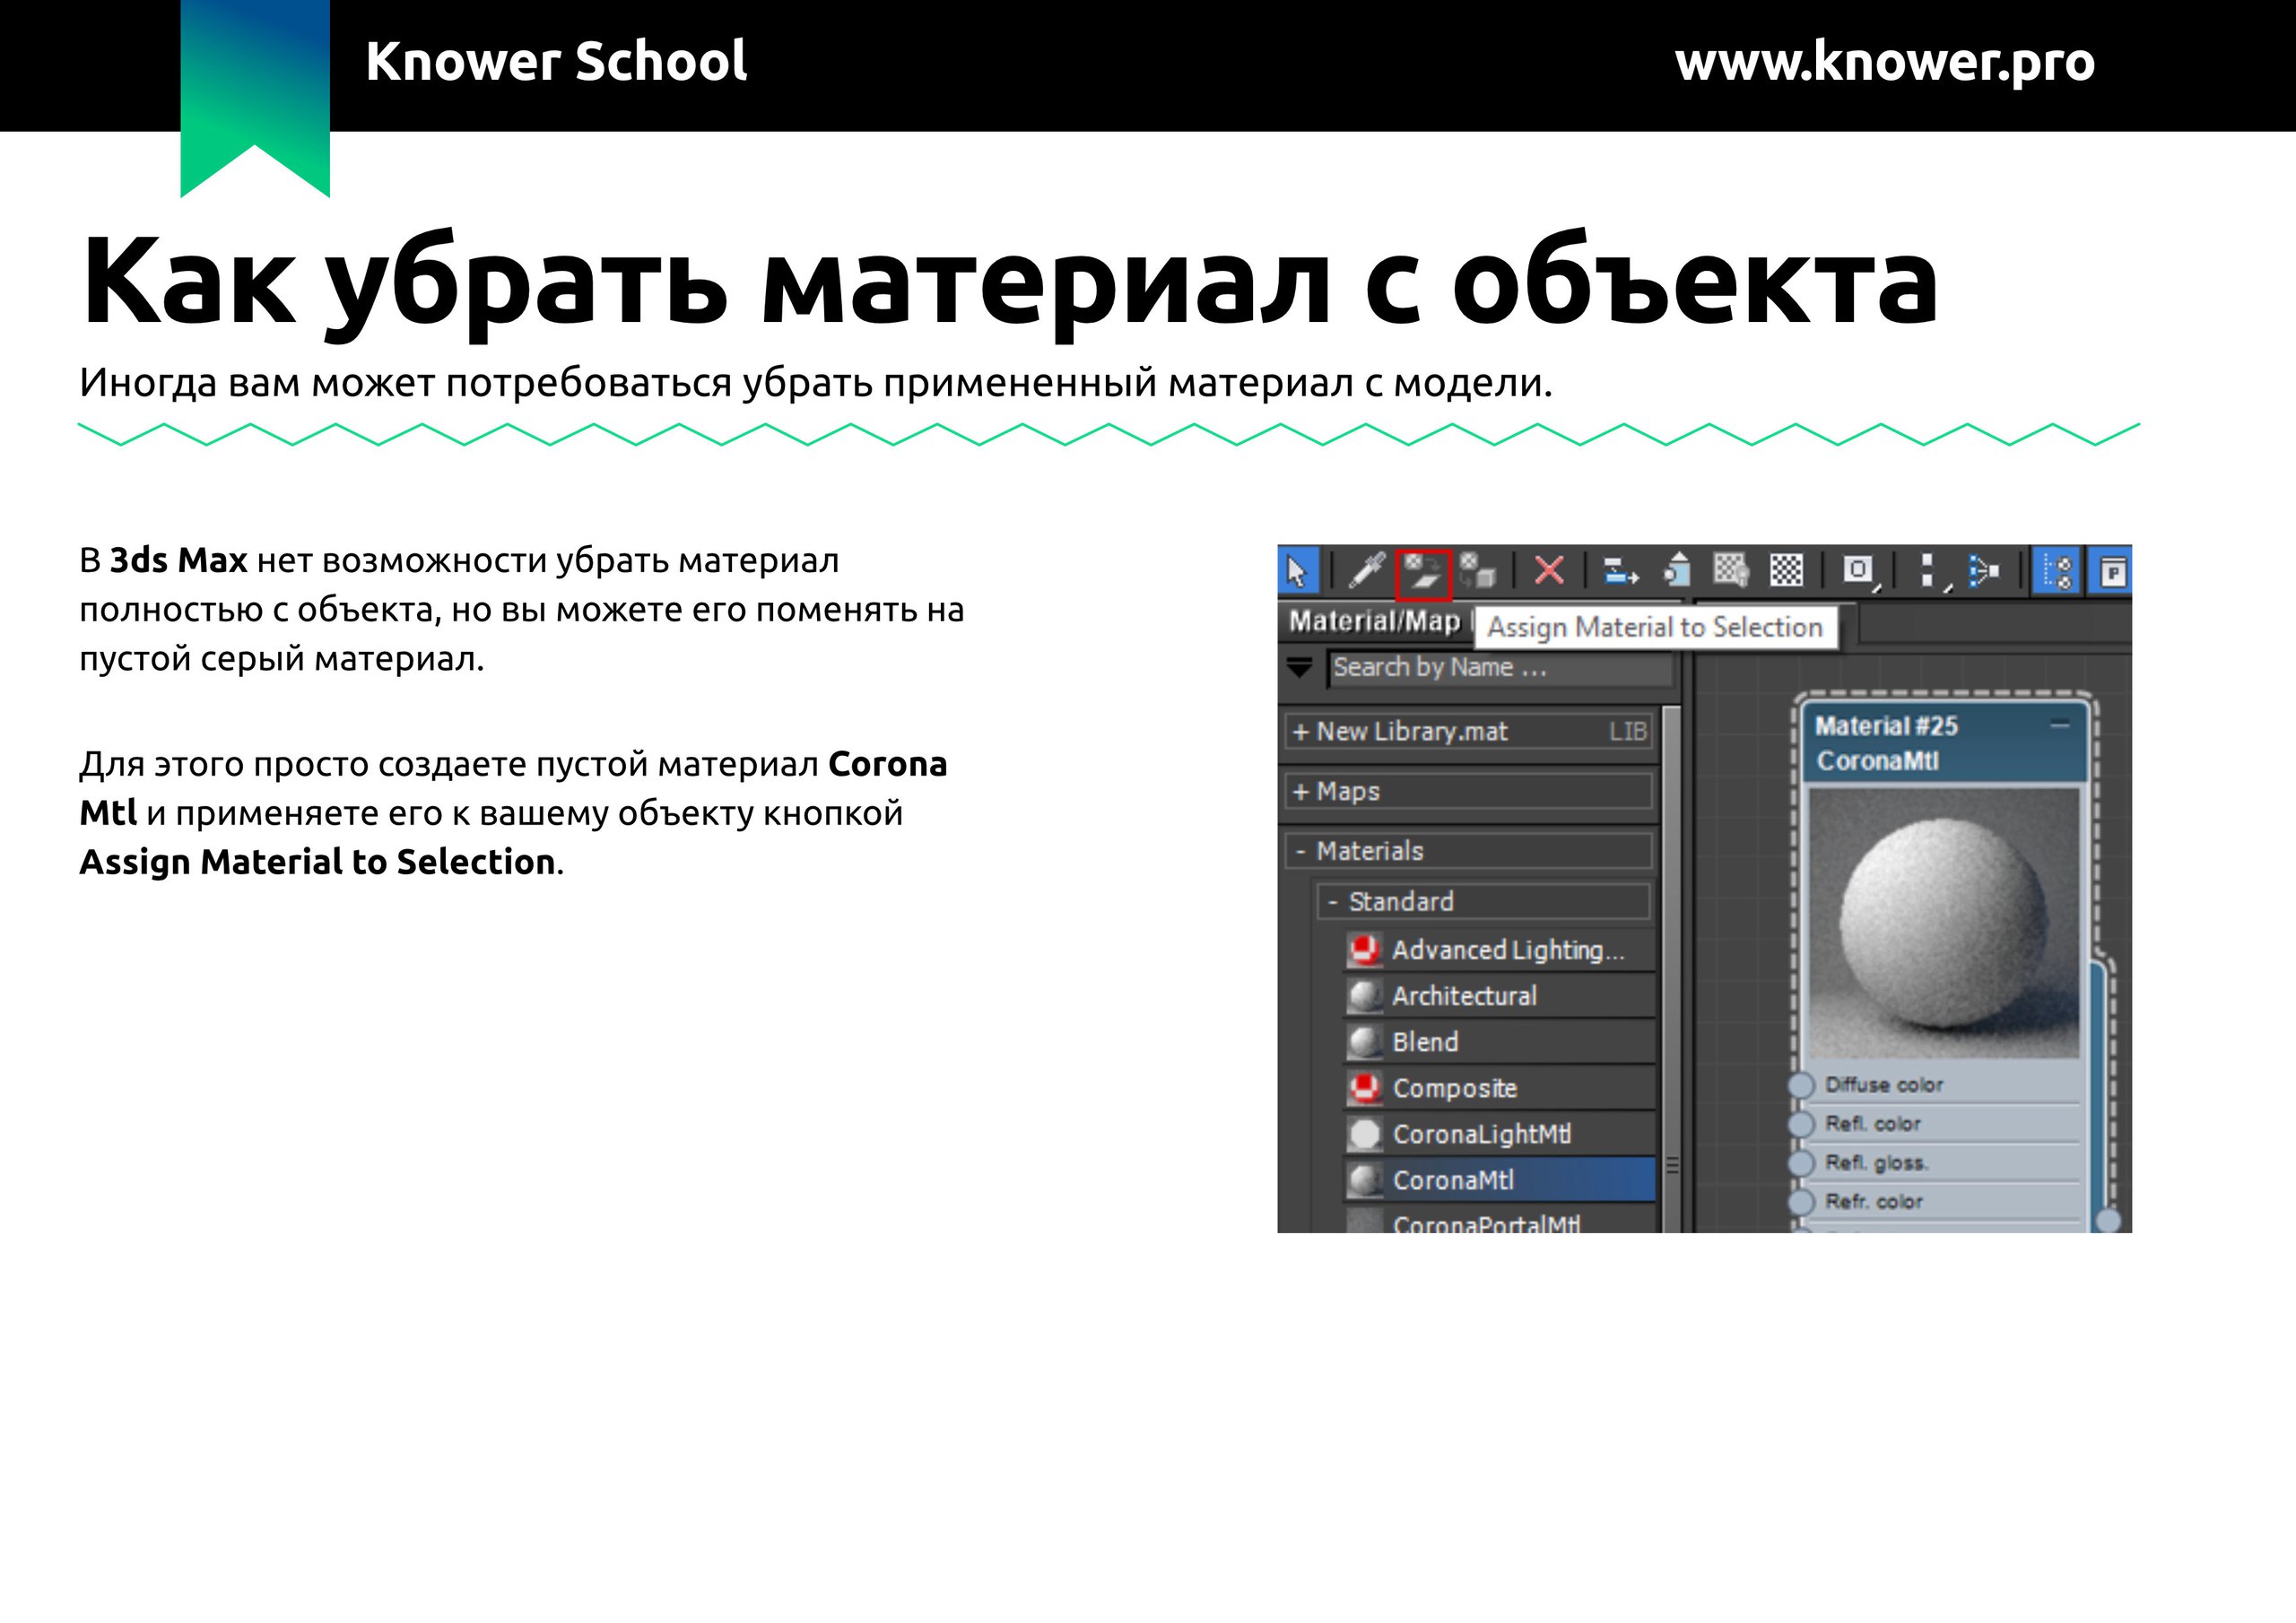 Knower School
www.knower.pro
Как убрать материал с объекта
Иногда вам может потребоваться убрать примененный материал с модели.
В 3ds Max нет возможности убрать материал
полностью с объекта, но вы можете его поменять на
пустой серый материал.
Для этого просто создаете пустой материал Corona
Mtl и применяете его к вашему объекту кнопкой
Assign Material to Selection.
Material/Map
Assign Material to Selection
Search by Name ...
+ New Library.mat LIB
+ Maps
- Materials
- Standard
Advanced Lighting...
Architectural
Blend
Composite
CoronaLightMtl
CoronaMtl
CoronaPortalMtl
Material #25
CoronaMtl
Diffuse color
Refl. color
Refl. gloss.
Refr. color